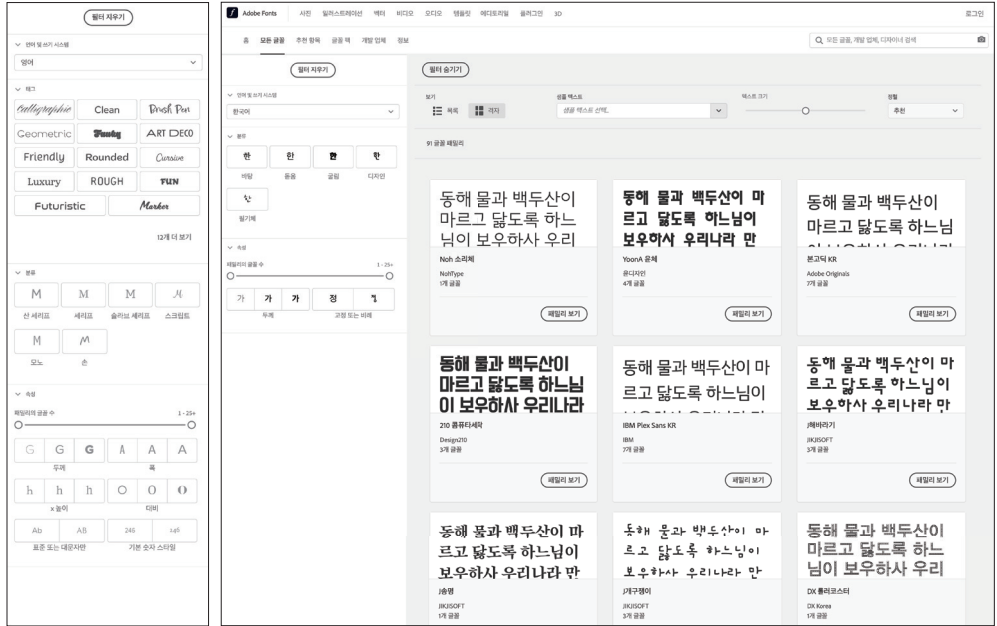 필터 지우기
언어 및 쓰기 시스템
영어
태그
Calligraphic Clean Brush Pen
Geometric Funky ART DECO
Friendly Rounded Cursive
Luxury ROUGH FUN
Futuristic Marker
12개 더 보기
분류
M M M M
산 세리프 세리프 슬라브 세리프 스크립트
M M
모노 손
속성
패밀리의 글꼴 수 1 - 25+
G G G A A A
두께 폭
h h h O O O
x 높이 대비
Ab AB 246 246
표준 또는 대문자만 기본 숫자 스타일
f Adobe Fonts 사진 일러스트레이션 벡터 비디오 오디오 템플릿 에디토리얼 플러그인 3D 로그인
홈 모든 글꼴 추천 항목 글꼴 팩 개발 업체 정보 모든 글꼴, 개발 업체, 디자이너 검색
필터 지우기
언어 및 쓰기 시스템
한국어
분류
한 한 한 한
바탕 돋움 굴림 디자인
한
필기체
속성
패밀리의 글꼴 수 1 - 25+
가 가 가 정 정
두께 고정 또는 비례
필터 숨기기
보기 샘플 텍스트 텍스트 크기 정렬
목록 격자 샘플 텍스트 선택... 추천
91 글꼴 패밀리
동해 물과 백두산이
마르고 닳도록 하느
님이 보우하사 우리
Noh 소리체
NohType
1개 글꼴
패밀리 보기
동해 물과 백두산이 마
르고 닳도록 하느님이
보우하사 우리나라 만
YoonA 윤체
윤디자인
4개 글꼴
패밀리 보기
동해 물과 백두산이
마르고 닳도록 하느님
본고딕 KR
Adobe Originals
7개 글꼴
패밀리 보기
동해 물과 백두산이
마르고 닳도록 하느님
이 보우하사 우리나라
210 콤퓨타세탁
Design210
3개 글꼴
패밀리 보기
동해 물과 백두산이 마
르고 닳도록 하느님이
IBM Plex Sans KR
IBM
7개 글꼴
패밀리 보기
동해 물과 백두산이 마
르고 닳도록 하느님이
보우하사 우리나라 만
J해바라기
JIKJISOFT
3개 글꼴
패밀리 보기
동해 물과 백두산이 마
르고 닳도록 하느님이
보우하사 우리나라 만
J송명
JIKJISOFT
1개 글꼴
동해 물과 백두산이 마
르고 닳도록 하느님이
보우하사 우리나라 만
J개구쟁이
JIKJISOFT
3개 글꼴
동해 물과 백두산이
마르고 닳도록 하느
님이 보우하사 우리
DX 롤러코스터
DX Korea
1개 글꼴